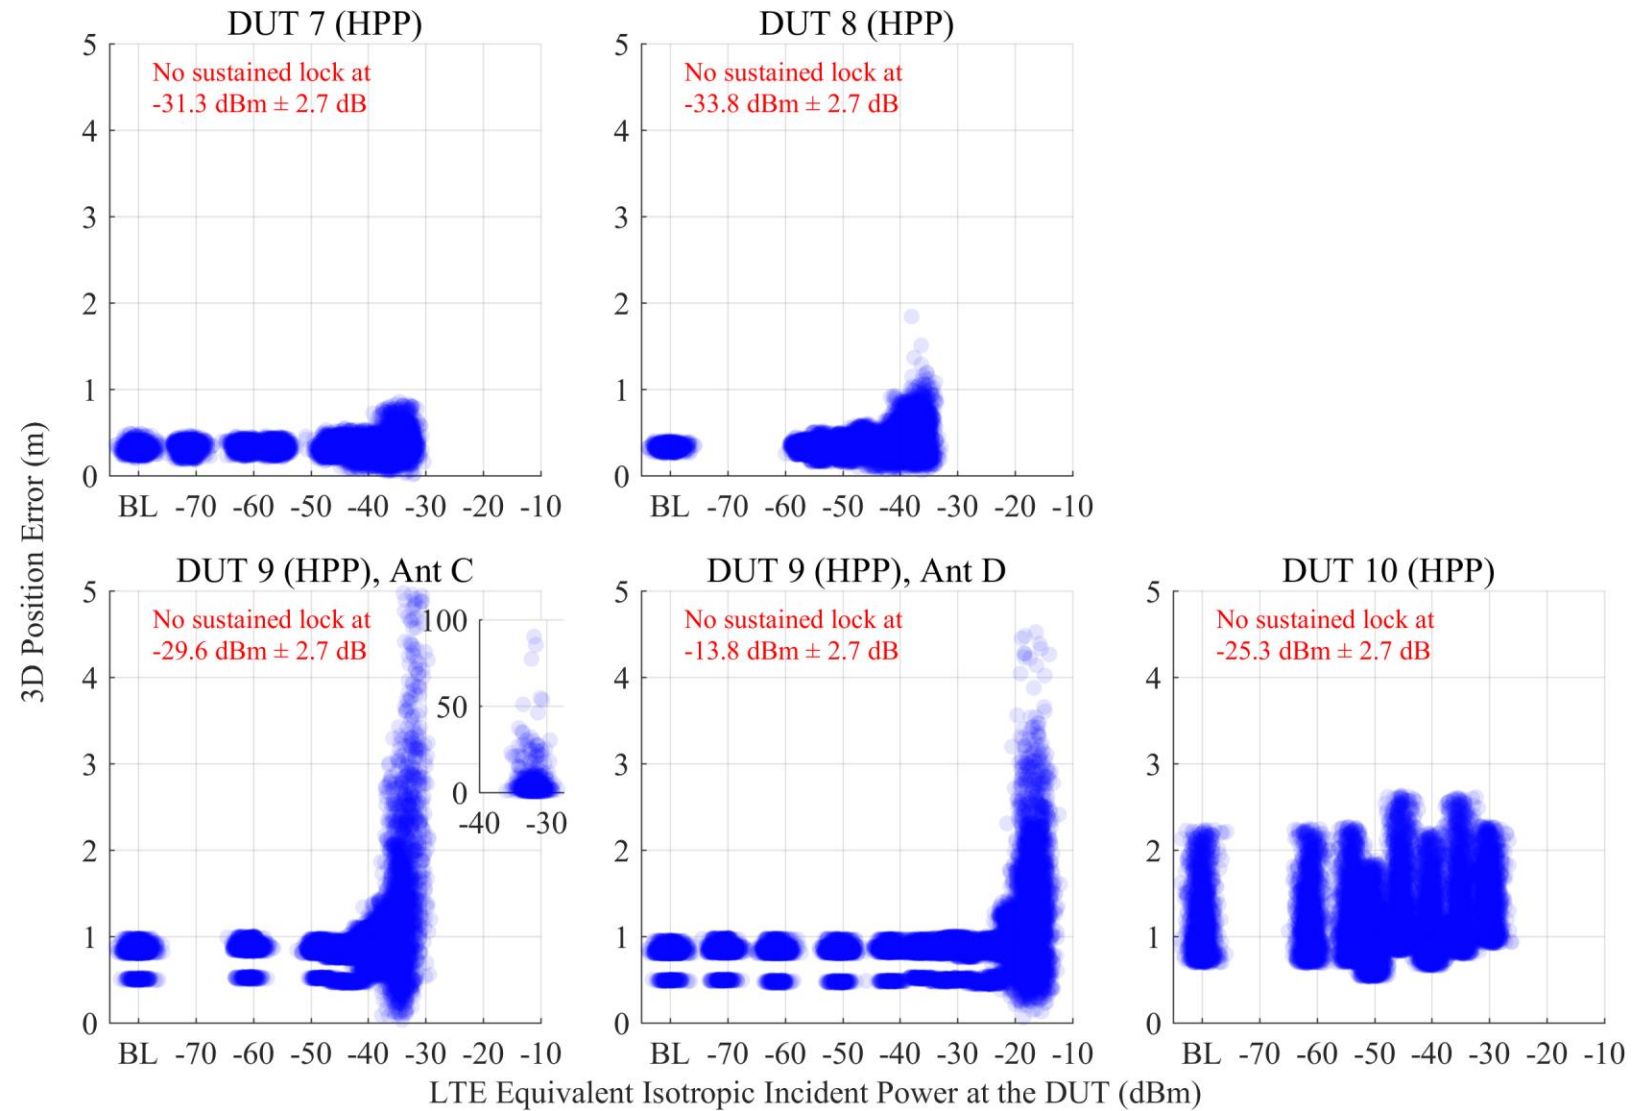 DUT 7 (HPP)
5
4
3
2
1
0
No sustained lock at
-31.3 dBm ± 2.7 dB
BL -70 -60 -50 -40 -30 -20 -10
DUT 8 (HPP)
5
4
3
2
1
0
No sustained lock at
-33.8 dBm ± 2.7 dB
BL -70 -60 -50 -40 -30 -20 -10
3D Position Error (m)
DUT 9 (HPP), Ant C
5
4
3
2
1
0
No sustained lock at
-29.6 dBm ± 2.7 dB
100
50
0
-40 -30
BL -70 -60 -50 -40 -30 -20 -10
DUT 9 (HPP), Ant D
5
4
3
2
1
0
No sustained lock at
-13.8 dBm ± 2.7 dB
BL -70 -60 -50 -40 -30 -20 -10
DUT 10 (HPP)
5
4
3
2
1
0
No sustained lock at
-25.3 dBm ± 2.7 dB
BL -70 -60 -50 -40 -30 -20 -10
LTE Equivalent Isotropic Incident Power at the DUT (dBm)